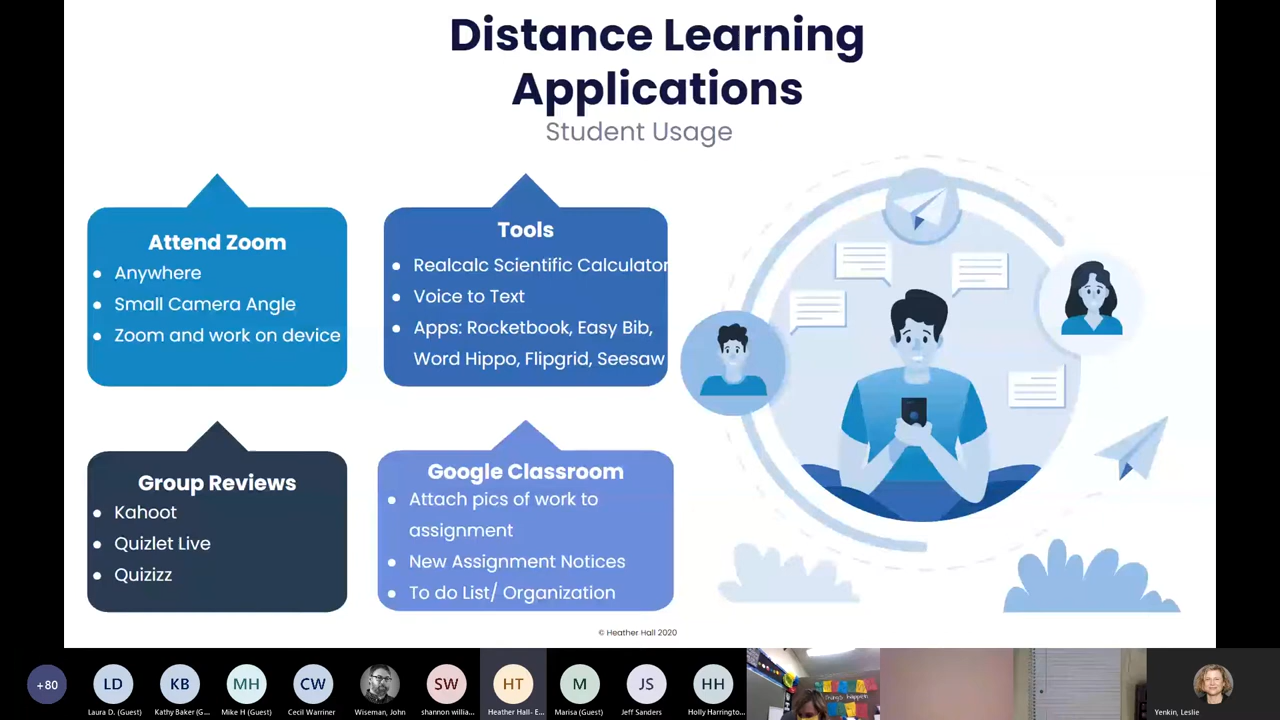 Distance Learning
Applications
Student Usage
Attend Zoom
Anywhere
Small Camera Angle
Zoom and work on device
Tools
Realcalc Scientific Calculator
Voice to Text
Apps: Rocketbook, Easy Bib,
Word Hippo, Flipgrid, Seesaw
Group Reviews
Kahoot
Quizlet Live
Quizizz
Google Classroom
Attach pics of work to
assignment
New Assignment Notices
To do List/ Organization
© Heather Hall 2020
+80
LD
KB
MH
CW
SW
HT
M
JS
HH
Laura D. (Guest)
Kathy Baker (G...
Mike H (Guest)
Cecil Warriner
Wiseman, John
shannon willia...
Heather Hall- E...
Marisa (Guest)
Jeff Sanders
Holly Harringto...
Yenkin, Leslie